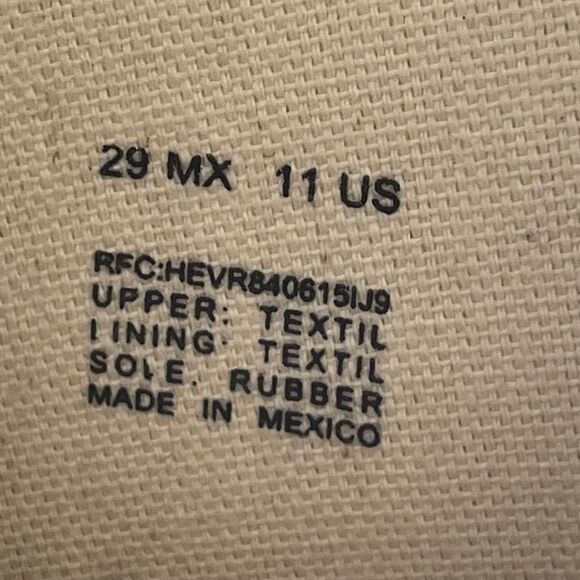 29 MX 11 US
RFC:HEVR840615IJ9
UPPER: TEXTIL
LINING: TEXTIL
SOLE. RUBBER
MADE IN MEXICO